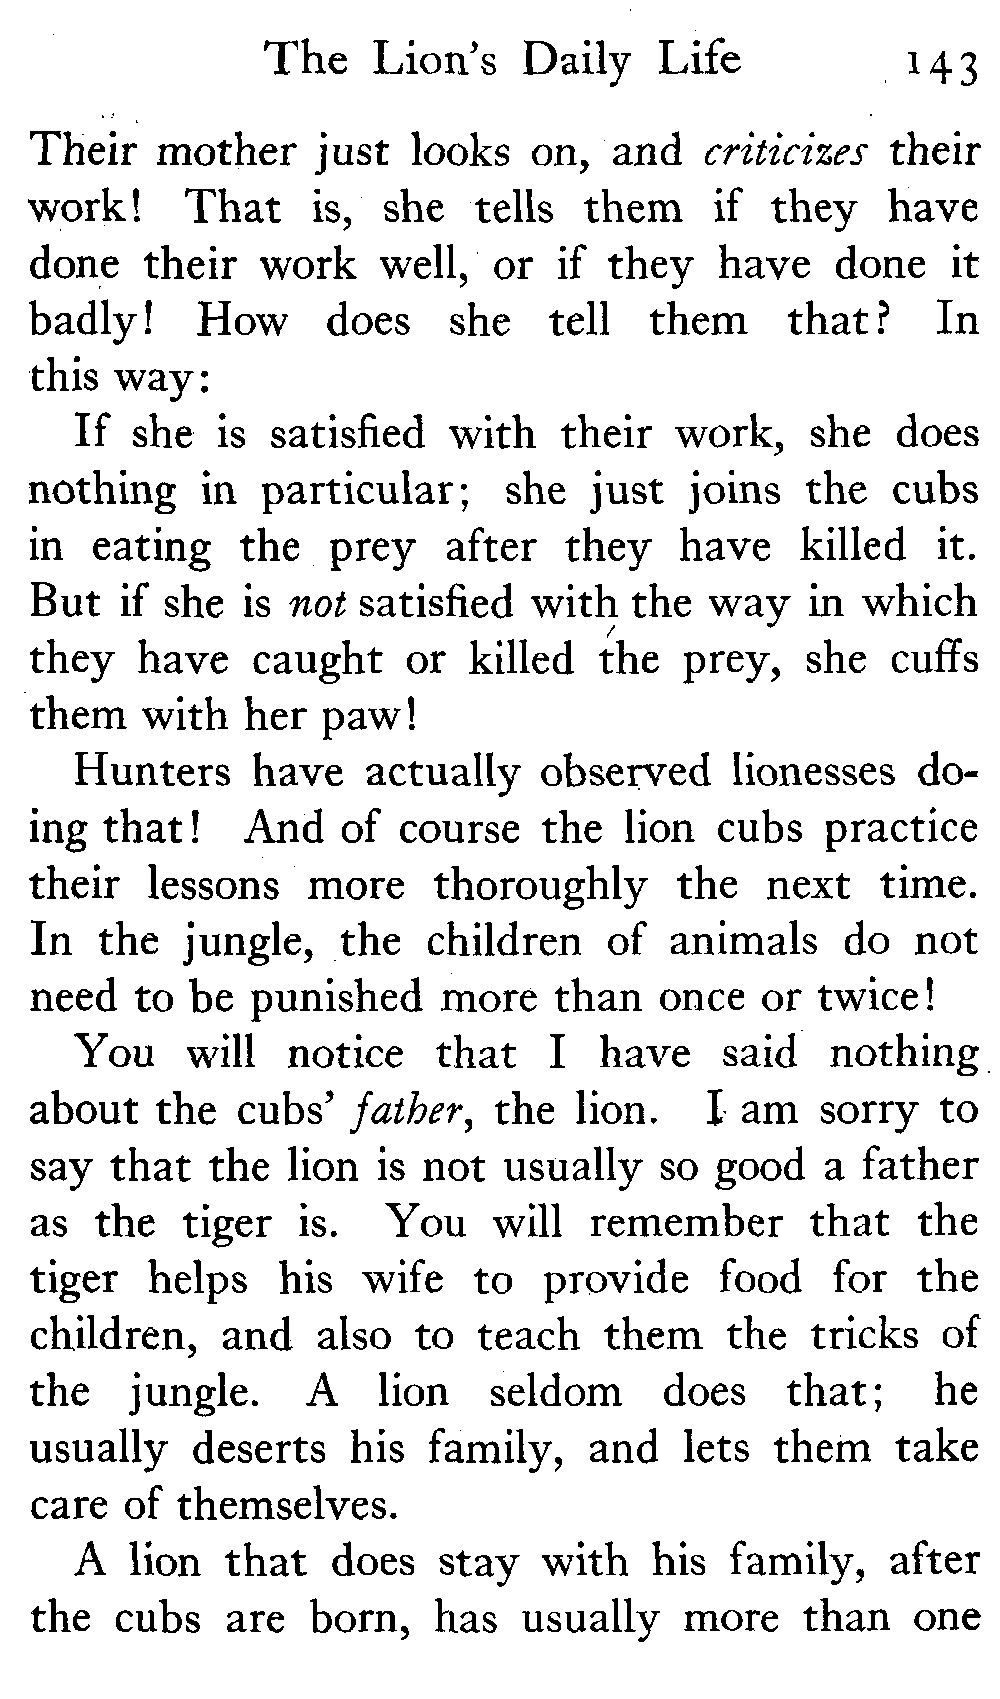 The Lion's Daily Life 143
Their mother just looks on, and criticizes their
work! That is, she tells them if they have
done their work well, or if they have done it
badly! How does she tell them that? In
this way:
If she is satisfied with their work, she does
nothing in particular; she just joins the cubs
in eating the prey after they have killed it.
But if she is not satisfied with the way in which
they have caught or killed the prey, she cuffs
them with her paw!
Hunters have actually observed lionesses do-
ing that! And of course the lion cubs practice
their lessons more thoroughly the next time.
In the jungle, the children of animals do not
need to be punished more than once or twice!
You will notice that I have said nothing
about the cubs' father, the lion. I am sorry to
say that the lion is not usually so good a father
as the tiger is. You will remember that the
tiger helps his wife to provide food for the
children, and also to teach them the tricks of
the jungle. A lion seldom does that; he
usually deserts his family, and lets them take
care of themselves.
A lion that does stay with his family, after
the cubs are born, has usually more than one